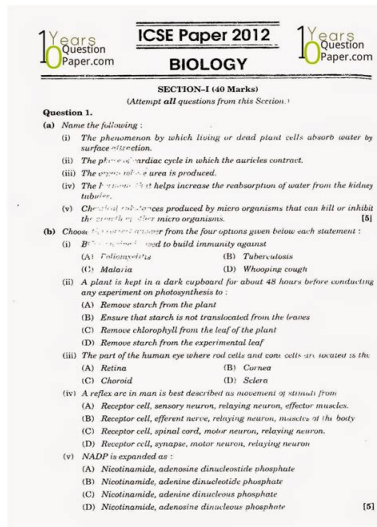 10 Years Question Paper.com
ICSE Paper 2012
BIOLOGY
10 Years Question Paper.com
SECTION–I (40 Marks)
(Attempt all questions from this Section.)
Question 1.
(a) Name the following :
(i) The phenomenon by which living or dead plant cells absorb water by
surface attraction.
(ii) The phase of cardiac cycle in which the auricles contract.
(iii) The organ where urea is produced.
(iv) The hormone that helps increase the reabsorption of water from the kidney
tubules.
(v) Chemical substances produced by micro organisms that can kill or inhibit
the growth of other micro organisms. [5]
(b) Choose the correct answer from the four options given below each statement :
(i) used to build immunity against
(A) Poliomyelitis (B) Tuberculosis
(C) Malaria (D) Whooping cough
(ii) A plant is kept in a dark cupboard for about 48 hours before conducting
any experiment on photosynthesis to :
(A) Remove starch from the plant
(B) Ensure that starch is not translocated from the leaves
(C) Remove chlorophyll from the leaf of the plant
(D) Remove starch from the experimental leaf
(iii) The part of the human eye where rod cells and cone cells are located is the
(A) Retina (B) Cornea
(C) Choroid (D) Sclera
(iv) A reflex arc in man is best described as movement of stimuli from
(A) Receptor cell, sensory neuron, relaying neuron, effector muscles.
(B) Receptor cell, efferent nerve, relaying neuron, muscles of the body
(C) Receptor cell, spinal cord, motor neuron, relaying neuron.
(D) Receptor cell, synapse, motor neuron, relaying neuron
(v) NADP is expanded as :
(A) Nicotinamide, adenosine dinucleotide phosphate
(B) Nicotinamide, adenine dinucleotide phosphate
(C) Nicotinamide, adenine dinucleous phosphate
(D) Nicotinamide, adenosine dinucleous phosphate [5]